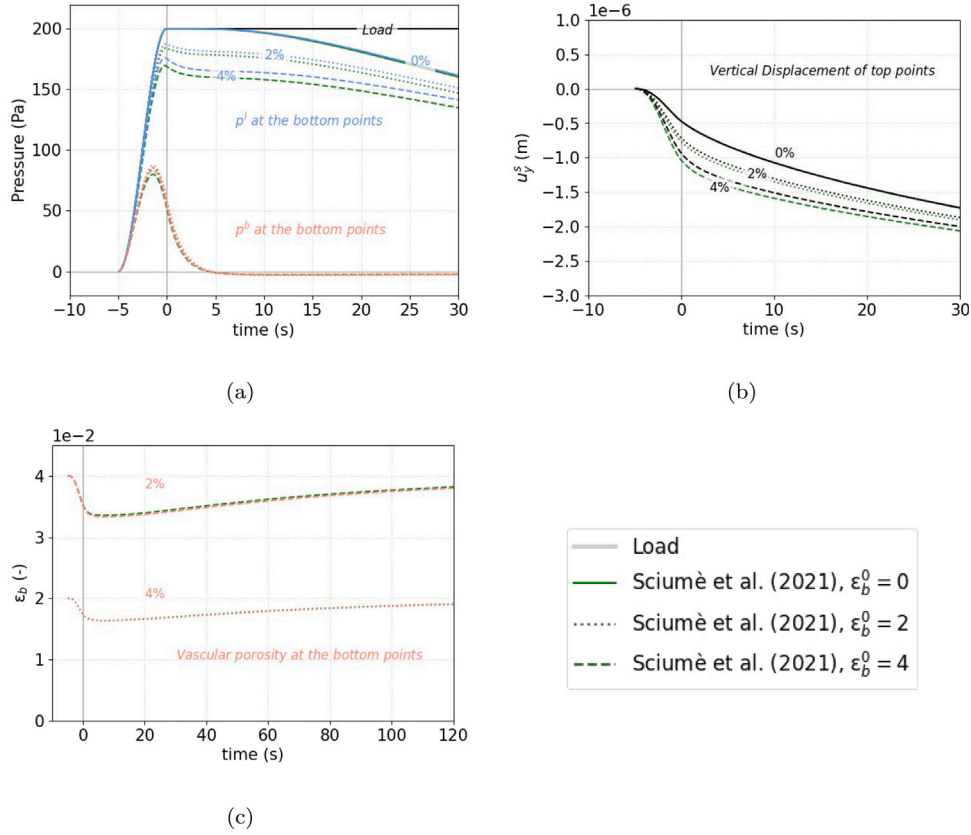 (a)
Pressure (Pa)
200
150
100
50
0
Load
0%
2%
4%
p^l at the bottom points
p^b at the bottom points
−10 −5 0 5 10 15 20 25 30
time (s)
1e−6
u_y^s (m)
1.0
0.5
0.0
−0.5
−1.0
−1.5
−2.0
−2.5
−3.0
Vertical Displacement of top points
0%
2%
4%
−10 0 10 20 30
time (s)
(a)
(b)
1e−2
ε_b (-)
4
3
2
1
0
2%
4%
Vascular porosity at the bottom points
0 20 40 60 80 100 120
time (s)
(c)
Load
Sciumè et al. (2021), ε_b^0 = 0
Sciumè et al. (2021), ε_b^0 = 2
Sciumè et al. (2021), ε_b^0 = 4